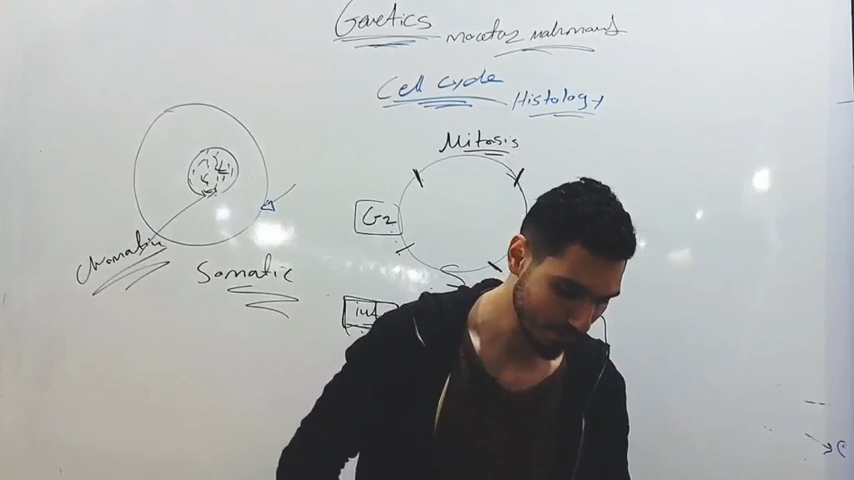 Genetics
Cell cycle
Histology
Mitosis
G2
S
Chromatin
Somatic